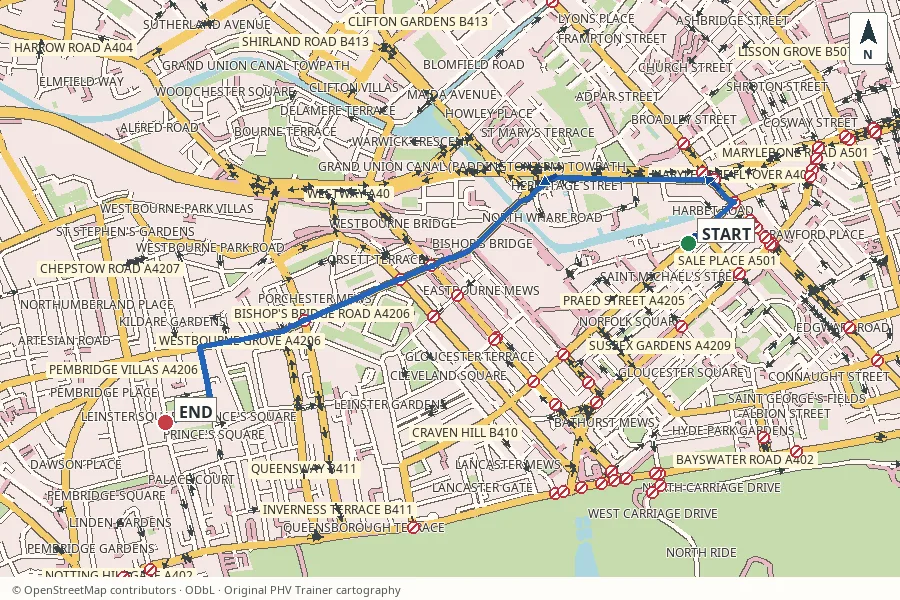 CLIFTON GARDENS B413
LYONS PLACE
ASHBRIDGE STREET
SUTHERLAND AVENUE
FRAMPTON STREET
HARROW ROAD A404
SHIRLAND ROAD B413
LISSON GROVE B507
N
GRAND UNION CANAL TOWPATH
BLOMFIELD ROAD
CHURCH STREET
ELMFIELD WAY
WOODCHESTER SQUARE
CLIFTON VILLAS
SHROTON STREET
MAIDA AVENUE
ADPAR STREET
DELAMERE TERRACE
HOWLEY PLACE
BROADLEY STREET
COSWAY STREET
ALFRED ROAD
BOURNE TERRACE
ST MARY'S TERRACE
WARWICK CRESCENT
MARYLEBONE ROAD A501
GRAND UNION CANAL (PADDINGTON ARM) TOWPATH
MARYLEBONE FLYOVER A40
WESTWAY A40
HERMITAGE STREET
WESTBOURNE PARK VILLAS
NORTH WHARF ROAD
HARBET ROAD
WESTBOURNE BRIDGE
ST STEPHEN'S GARDENS
START
CRAWFORD PLACE
WESTBOURNE PARK ROAD
BISHOP'S BRIDGE
ORSETT TERRACE
SALE PLACE A501
CHEPSTOW ROAD A4207
SAINT MICHAEL'S STREET
EASTBOURNE MEWS
NORTHUMBERLAND PLACE
PORCHESTER MEWS
PRAED STREET A4205
BISHOP'S BRIDGE ROAD A4206
KILDARE GARDENS
NORFOLK SQUARE
EDGWARE ROAD
ARTESIAN ROAD
WESTBOURNE GROVE A4206
SUSSEX GARDENS A4209
GLOUCESTER TERRACE
PEMBRIDGE VILLAS A4206
CLEVELAND SQUARE
GLOUCESTER SQUARE
CONNAUGHT STREET
PEMBRIDGE PLACE
SAINT GEORGE'S FIELDS
LEINSTER GARDENS
END
LEINSTER SQUARE
PRINCE'S SQUARE
ALBION STREET
BATHURST MEWS
PRINCE'S SQUARE
CRAVEN HILL B410
HYDE PARK GARDENS
DAWSON PLACE
QUEENSWAY B411
LANCASTER MEWS
BAYSWATER ROAD A402
PALACE COURT
LANCASTER GATE
NORTH CARRIAGE DRIVE
PEMBRIDGE SQUARE
INVERNESS TERRACE B411
WEST CARRIAGE DRIVE
LINDEN GARDENS
QUEENSBOROUGH TERRACE
PEMBRIDGE GARDENS
NORTH RIDE
NOTTING HILL GATE A402
© OpenStreetMap contributors · ODbL · Original PHV Trainer cartography